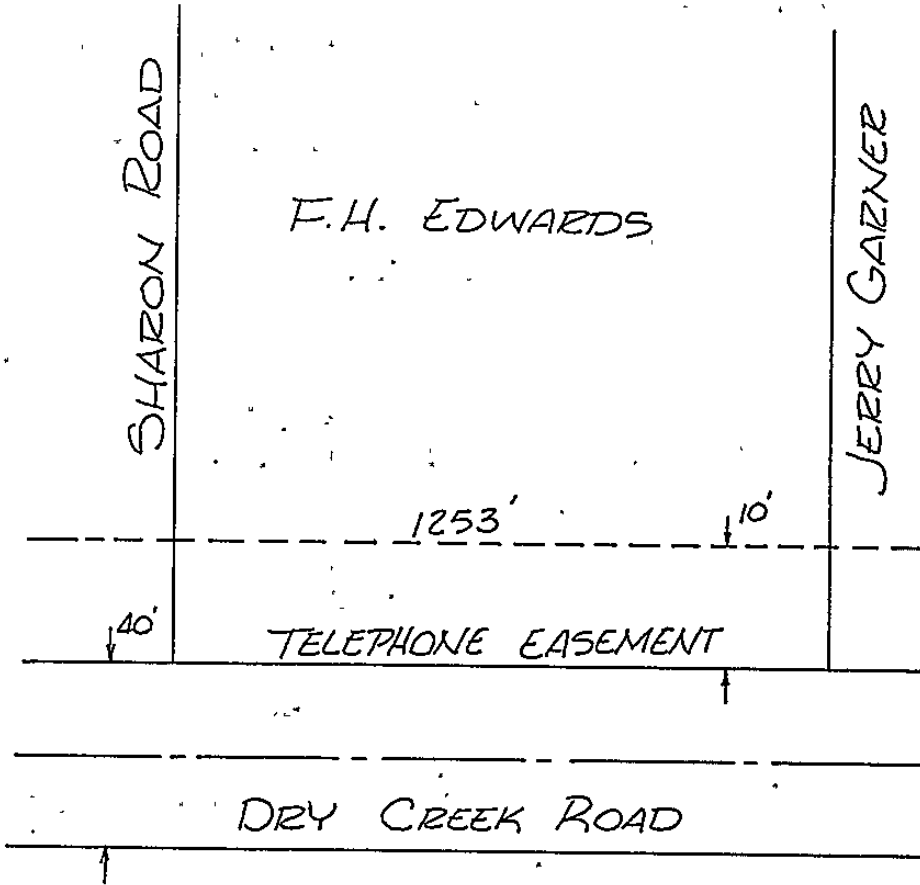 SHARON ROAD
F.H. EDWARDS
JERRY GARNER
1253'
10'
40'
TELEPHONE EASEMENT
DRY CREEK ROAD